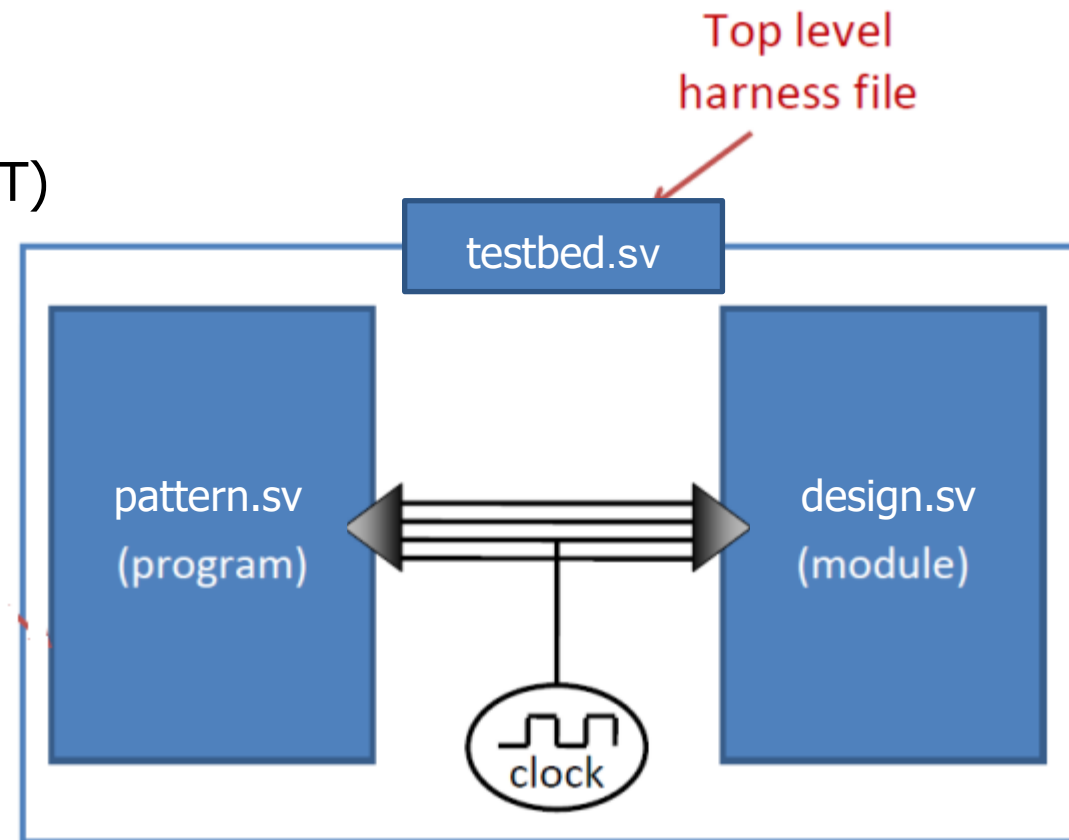 Top level
harness file
T)
testbed.sv
pattern.sv
(program)
design.sv
(module)
clock